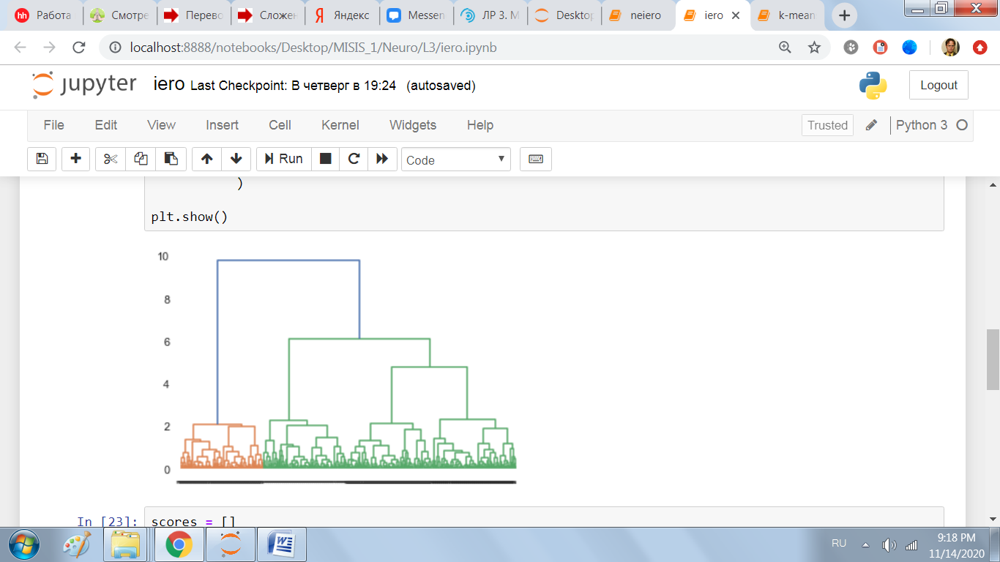 hh Работа
Смотре
Перево
Сложен
Я Яндекс
Messen
ЛР 3. М
Desktop
neiero
iero
k-mean
localhost:8888/notebooks/Desktop/MISIS_1/Neuro/L3/iero.ipynb
jupyter iero Last Checkpoint: В четверг в 19:24 (autosaved)
Logout
File Edit View Insert Cell Kernel Widgets Help
Trusted Python 3
Run Code
)
plt.show()
10
8
6
4
2
0
In [23]: scores = []
RU
9:18 PM
11/14/2020